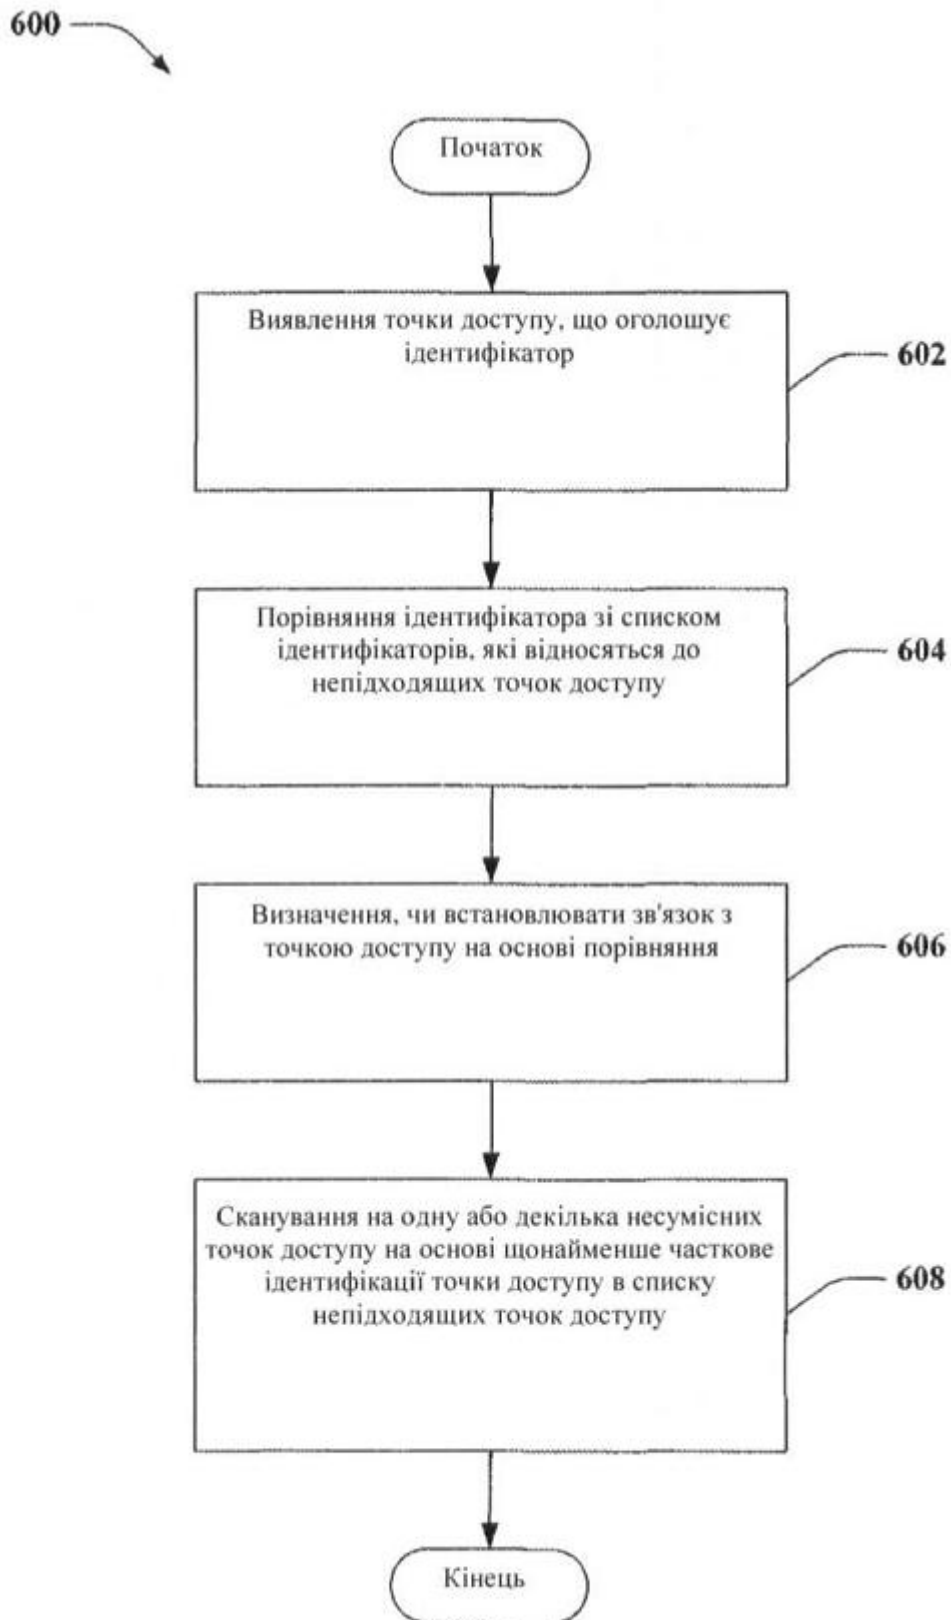 600
Початок
Виявлення точки доступу, що оголошує
ідентифікатор
602
Порівняння ідентифікатора зі списком
ідентифікаторів, які відносяться до
непідходящих точок доступу
604
Визначення, чи встановлювати зв'язок з
точкою доступу на основі порівняння
606
Сканування на одну або декілька несумісних
точок доступу на основі щонайменше часткове
ідентифікації точки доступу в списку
непідходящих точок доступу
608
Кінець